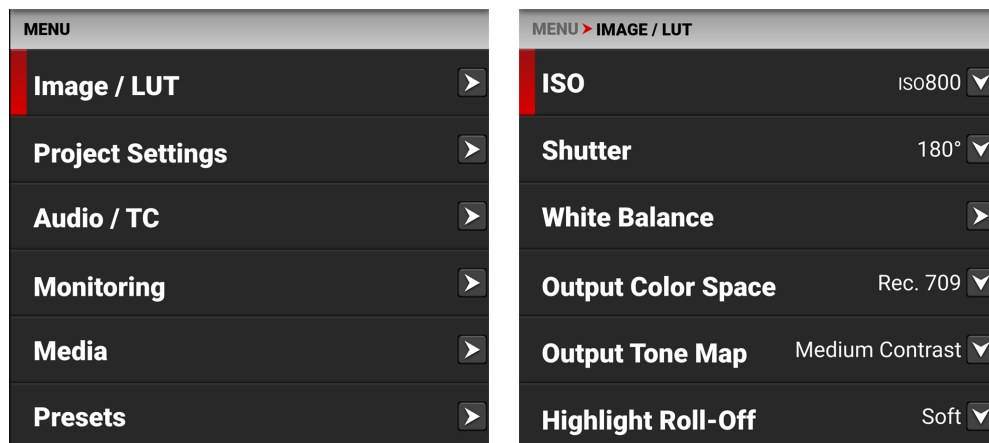 MENU
Image / LUT
Project Settings
Audio / TC
Monitoring
Media
Presets
MENU IMAGE / LUT
ISO ISO800
Shutter 180°
White Balance
Output Color Space Rec. 709
Output Tone Map Medium Contrast
Highlight Roll-Off Soft